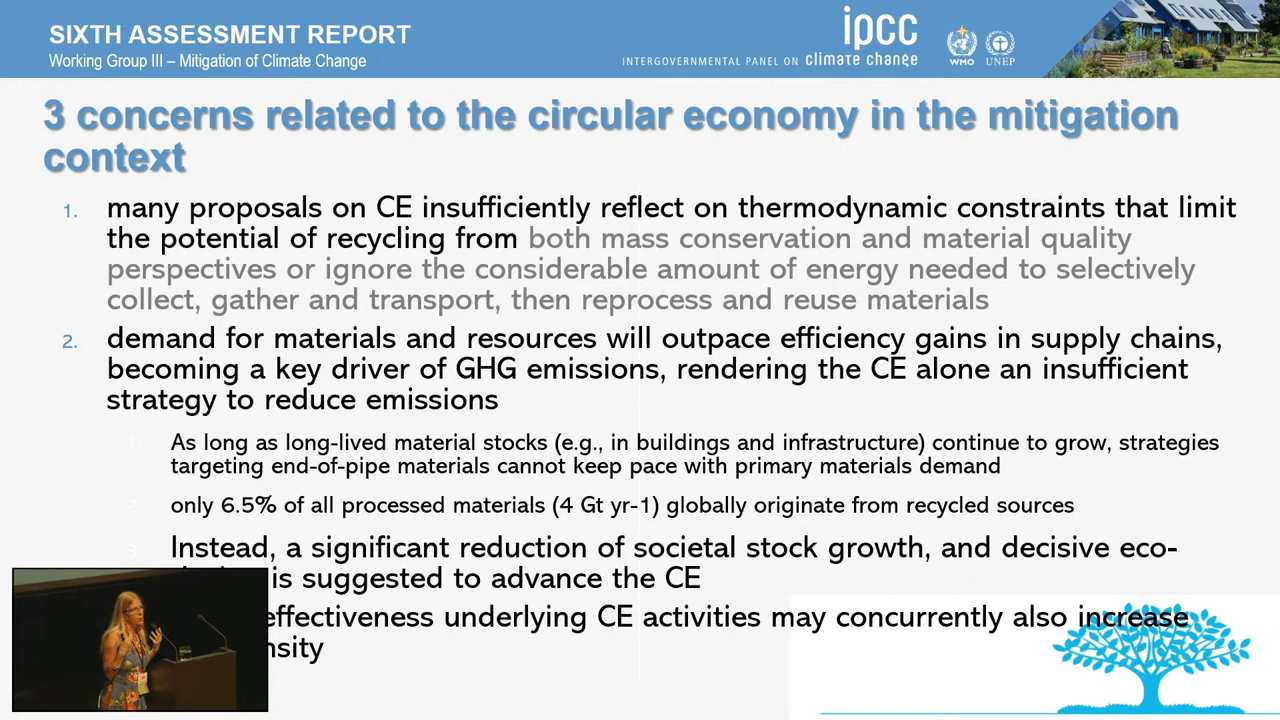 SIXTH ASSESSMENT REPORT
Working Group III – Mitigation of Climate Change
ipcc
INTERGOVERNMENTAL PANEL ON climate change
WMO
UNEP
3 concerns related to the circular economy in the mitigation
context
1. many proposals on CE insufficiently reflect on thermodynamic constraints that limit
the potential of recycling from both mass conservation and material quality
perspectives or ignore the considerable amount of energy needed to selectively
collect, gather and transport, then reprocess and reuse materials
2. demand for materials and resources will outpace efficiency gains in supply chains,
becoming a key driver of GHG emissions, rendering the CE alone an insufficient
strategy to reduce emissions
1. As long as long-lived material stocks (e.g., in buildings and infrastructure) continue to grow, strategies
targeting end-of-pipe materials cannot keep pace with primary materials demand
2. only 6.5% of all processed materials (4 Gt yr-1) globally originate from recycled sources
3. Instead, a significant reduction of societal stock growth, and decisive eco-
is suggested to advance the CE
effectiveness underlying CE activities may concurrently also increase
nsity